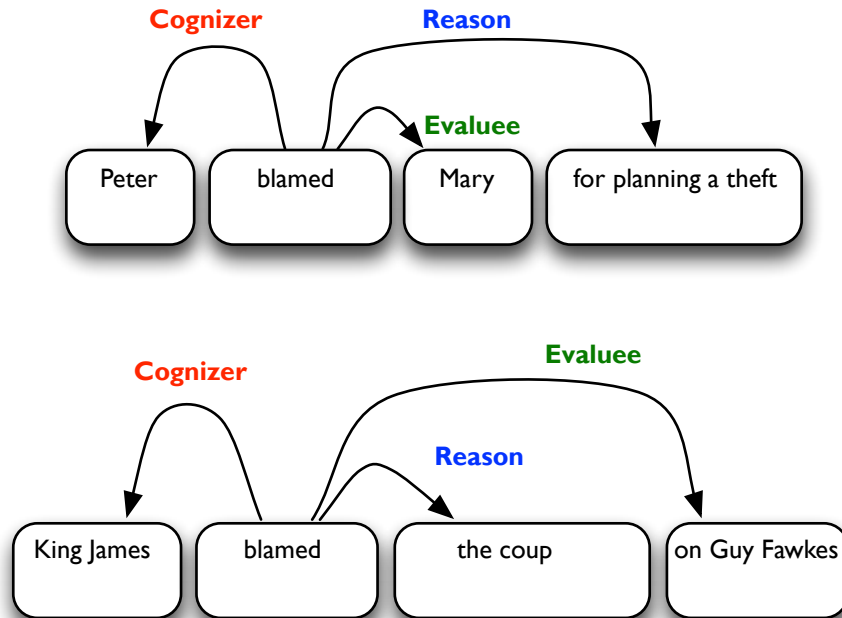 Cognizer Reason
Evaluee
Peter blamed Mary for planning a theft
Evaluee
Cognizer
Reason
King James blamed the coup on Guy Fawkes